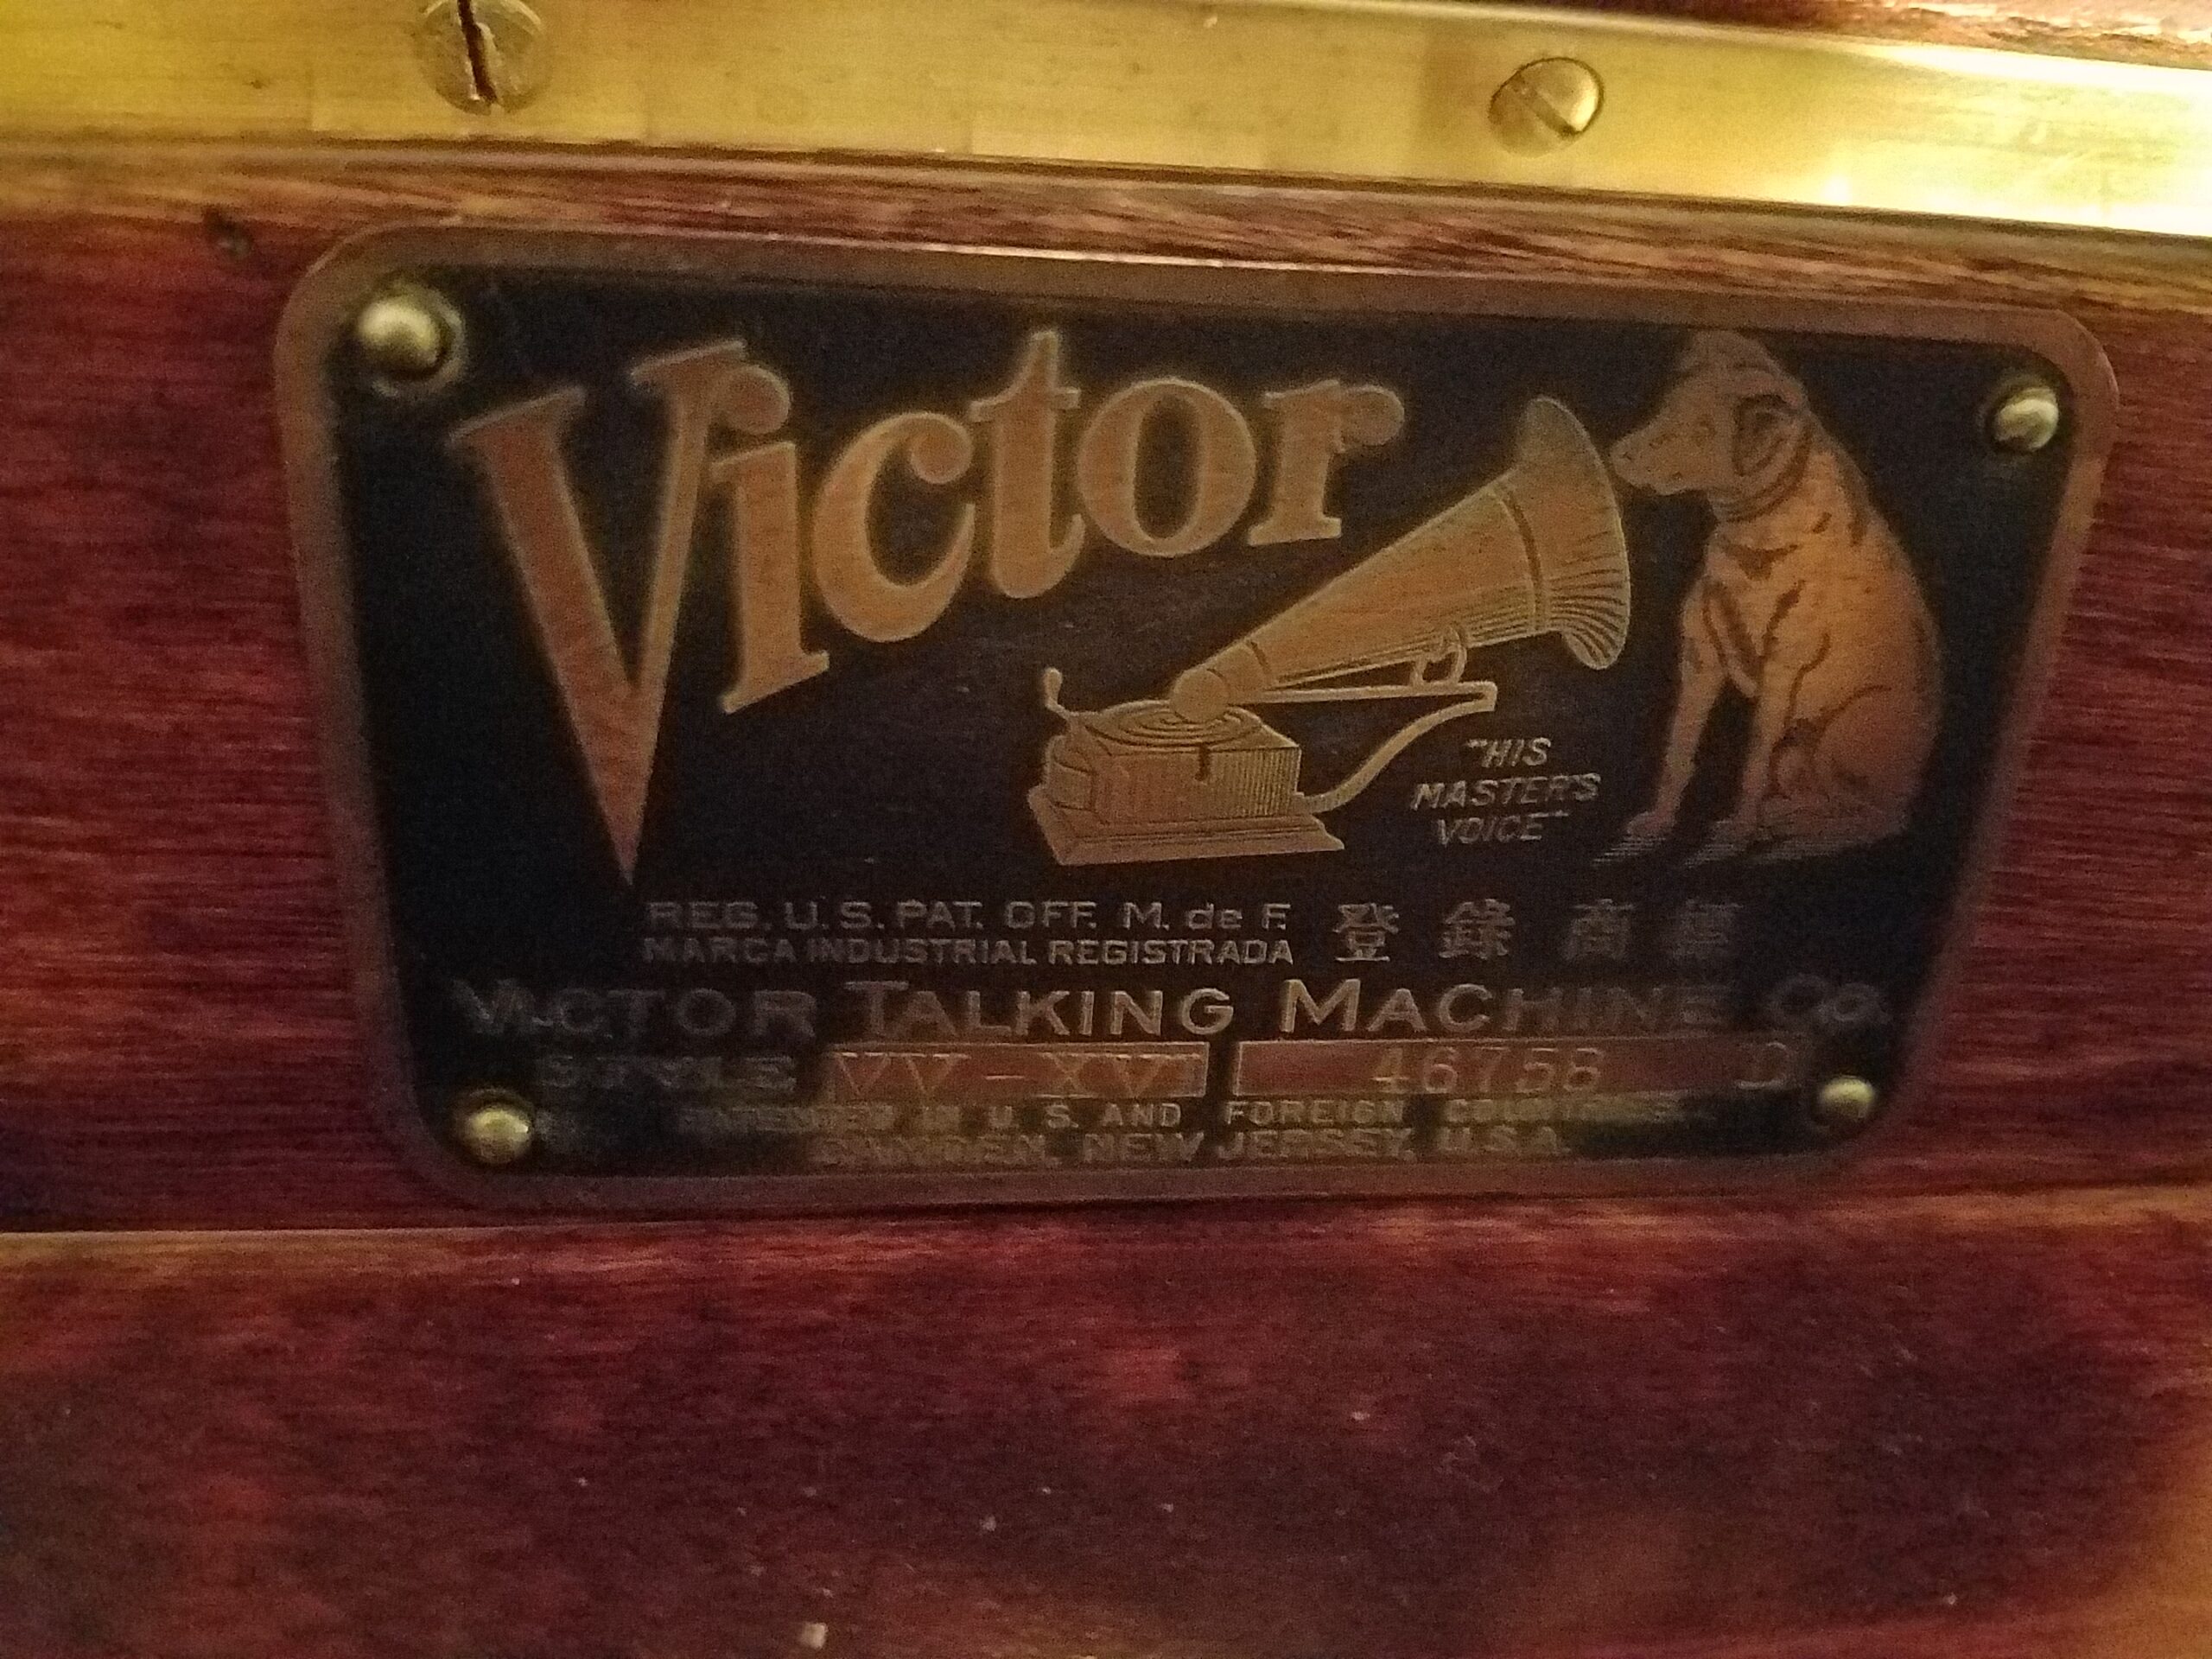 Victor
"HIS
MASTER'S
VOICE"
REG. U.S. PAT. OFF. M. de F. 登錄商標
MARCA INDUSTRIAL REGISTRADA
VICTOR TALKING MACHINE Co.
STYLE VV-XVI 46758 D
PATENTED IN U. S. AND FOREIGN COUNTRIES
CAMDEN, NEW JERSEY, U.S.A.